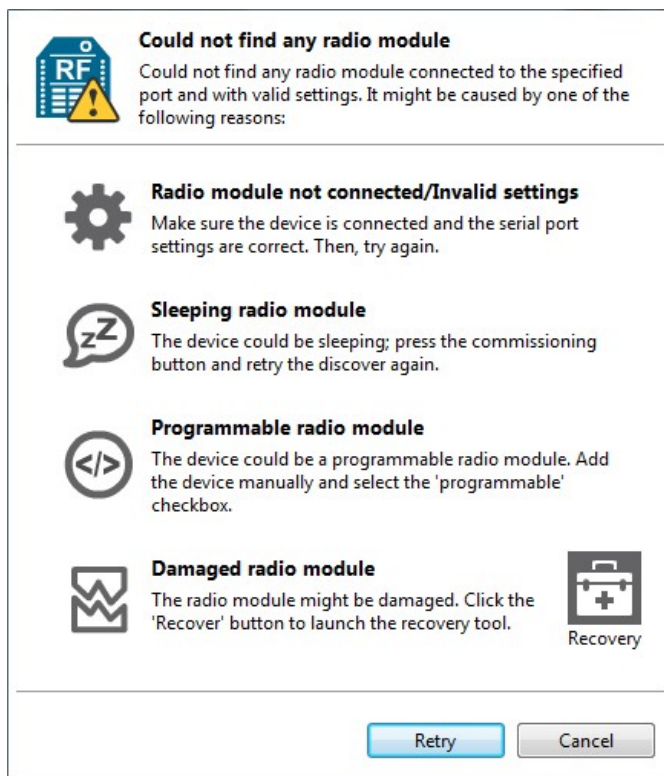 Could not find any radio module
RF
Could not find any radio module connected to the specified
port and with valid settings. It might be caused by one of the
following reasons:
Radio module not connected/Invalid settings
Make sure the device is connected and the serial port
settings are correct. Then, try again.
zZ
Sleeping radio module
The device could be sleeping; press the commissioning
button and retry the discover again.
</>
Programmable radio module
The device could be a programmable radio module. Add
the device manually and select the 'programmable'
checkbox.
Damaged radio module
The radio module might be damaged. Click the
'Recover' button to launch the recovery tool.
Recovery
Retry
Cancel